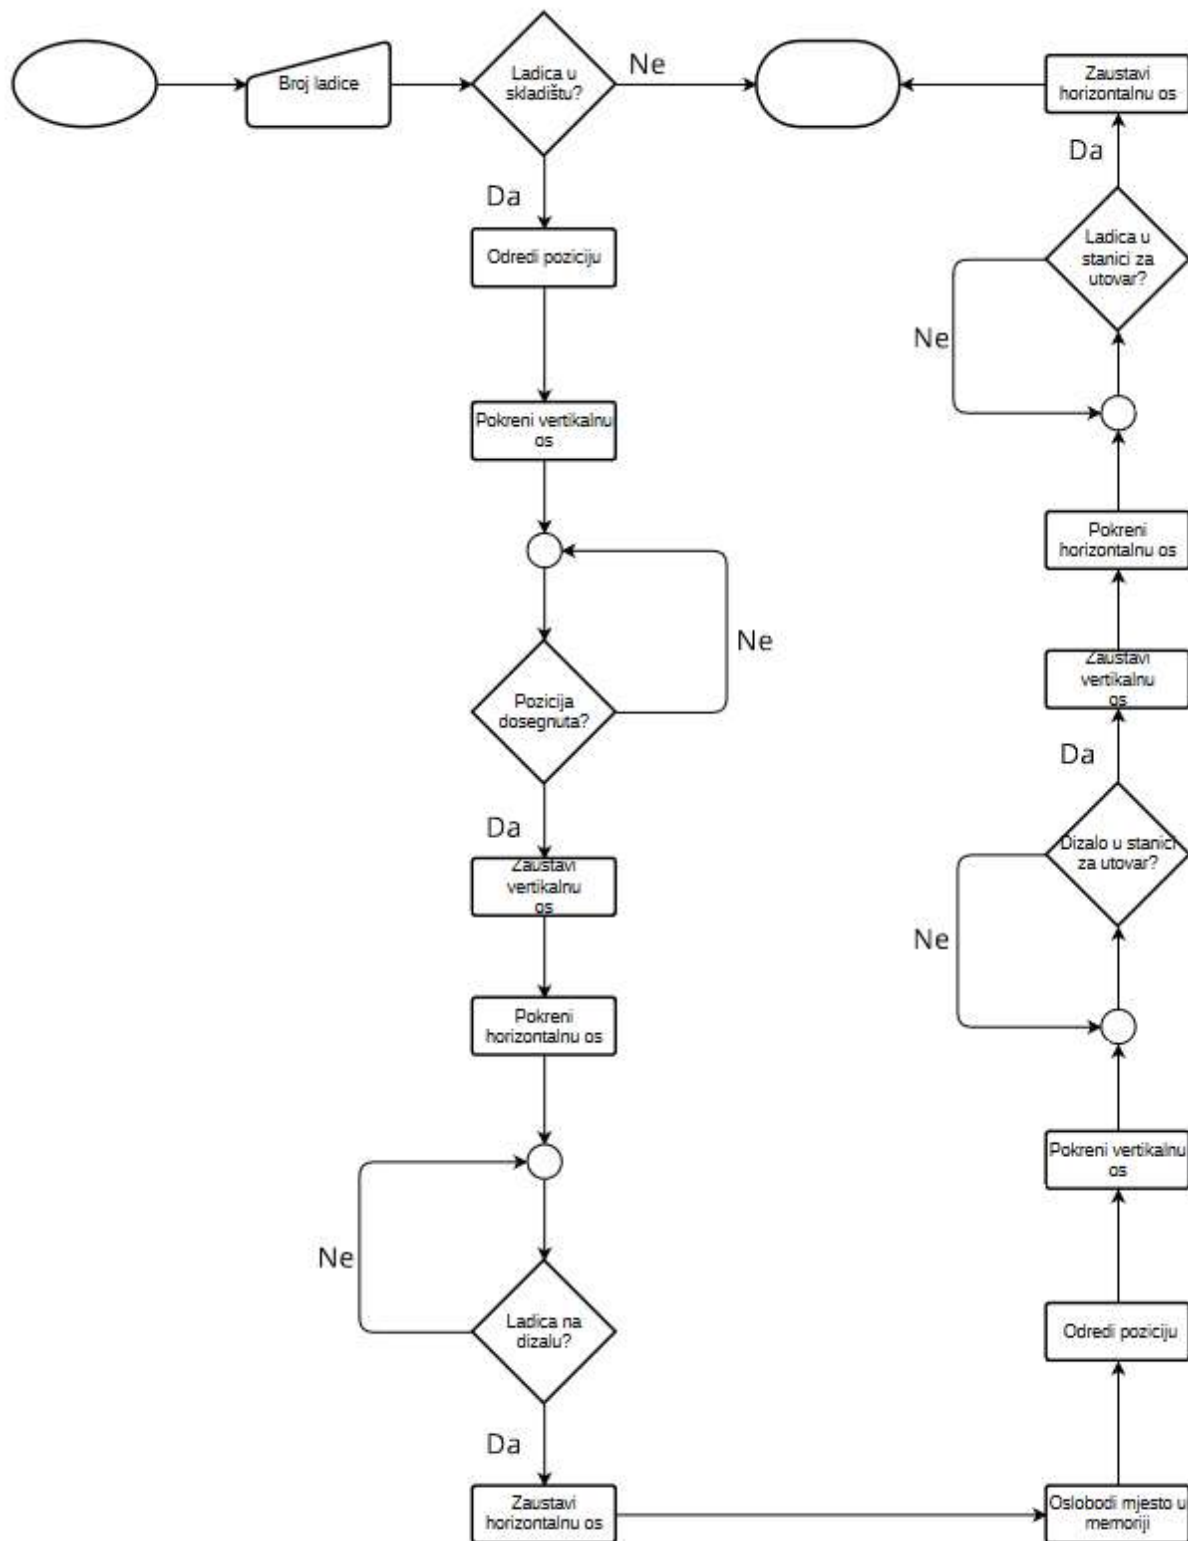 Broj ladice
Ladica u
skladištu?
Ne
Da
Odredi poziciju
Pokreni vertikalnu
os
Pozicija
dosegnuta?
Ne
Da
Zaustavi
vertikalnu
os
Pokreni
horizontalnu os
Ladica na
dizalu?
Ne
Da
Zaustavi
horizontalnu os
Oslobodi mjesto u
memoriji
Odredi poziciju
Pokreni vertikalnu
os
Dizalo u stanici
za utovar?
Ne
Da
Zaustavi
vertikalnu
os
Pokreni
horizontalnu os
Ladica u
stanici za
utovar?
Ne
Da
Zaustavi
horizontalnu os